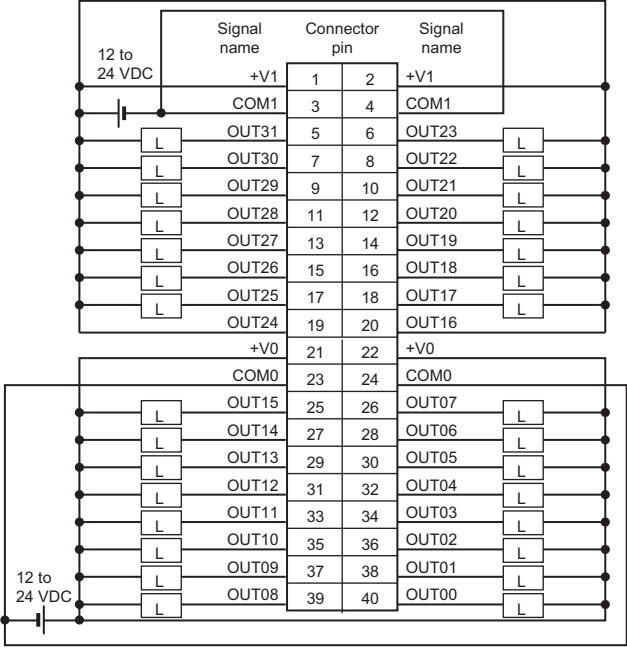 Signal name Connector pin Signal name
12 to 24 VDC
+V1 1 2 +V1
COM1 3 4 COM1
L OUT31 5 6 OUT23 L
L OUT30 7 8 OUT22 L
L OUT29 9 10 OUT21 L
L OUT28 11 12 OUT20 L
L OUT27 13 14 OUT19 L
L OUT26 15 16 OUT18 L
L OUT25 17 18 OUT17 L
OUT24 19 20 OUT16
+V0 21 22 +V0
COM0 23 24 COM0
L OUT15 25 26 OUT07 L
L OUT14 27 28 OUT06 L
L OUT13 29 30 OUT05 L
L OUT12 31 32 OUT04 L
L OUT11 33 34 OUT03 L
L OUT10 35 36 OUT02 L
L OUT09 37 38 OUT01 L
12 to 24 VDC
L OUT08 39 40 OUT00 L